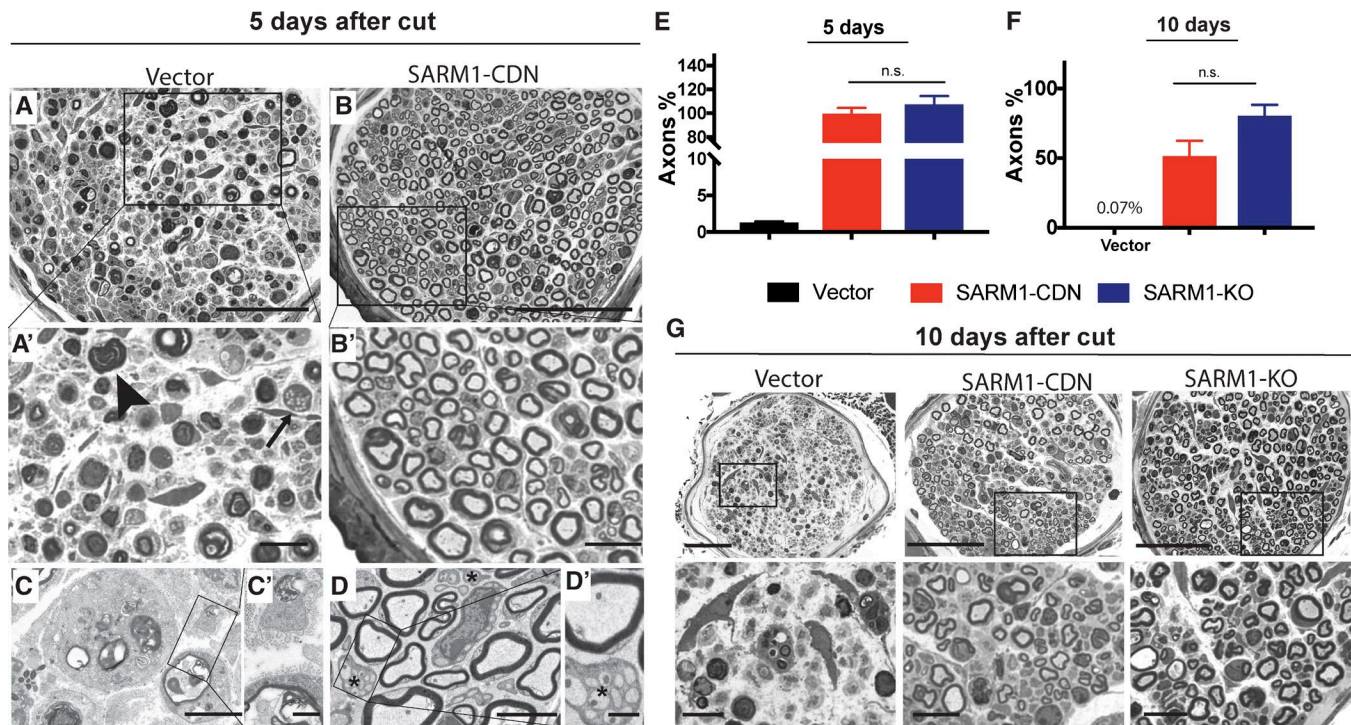 5 days after cut
Vector
SARM1-CDN
A
B
A'
B'
C
C'
D
D'
*
*
*
E
5 days
n.s.
Axons %
140
120
100
80
10
5
0
F
10 days
n.s.
Axons %
100
50
0
0.07%
Vector
Vector
SARM1-CDN
SARM1-KO
G
10 days after cut
Vector
SARM1-CDN
SARM1-KO